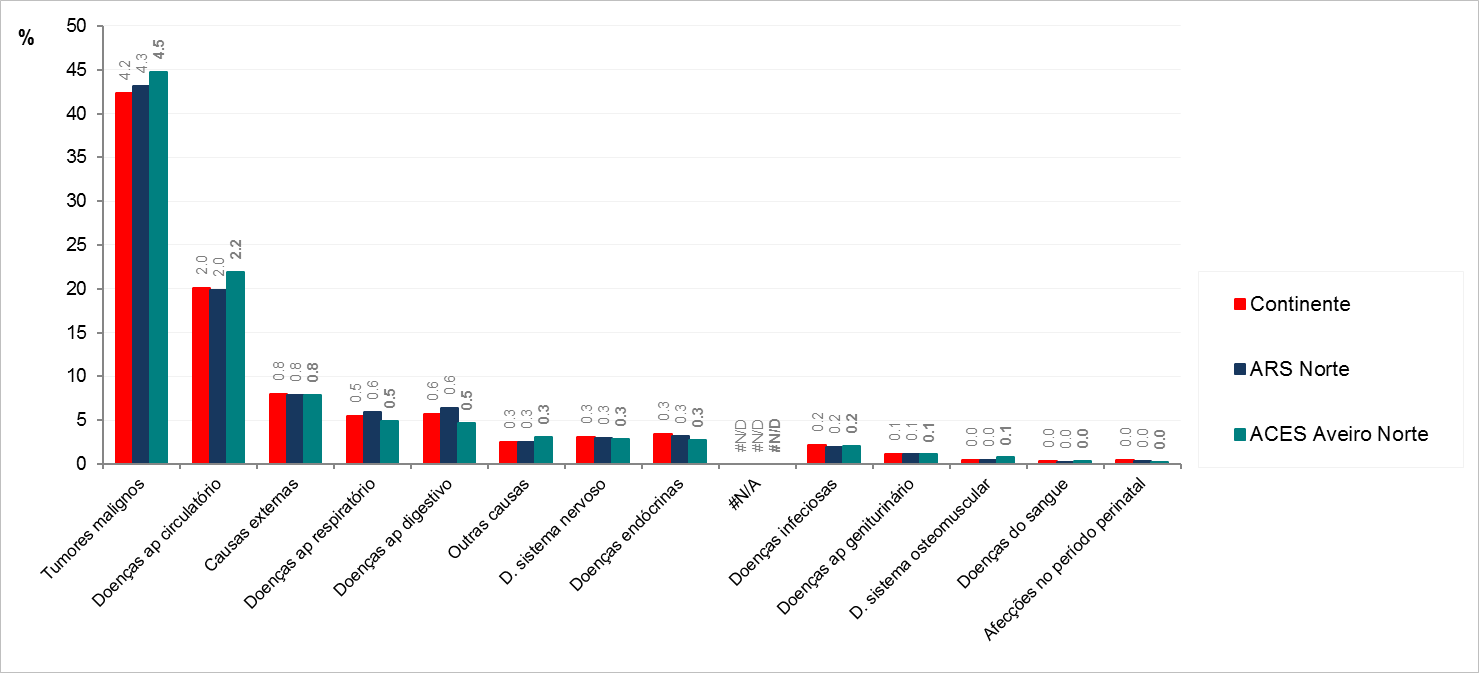 %
50
45
40
35
30
25
20
15
10
5
0
4.2 4.3 4.5
2.0 2.0 2.2
0.8 0.8 0.8
0.5 0.6 0.5
0.6 0.6 0.5
0.3 0.3 0.3
0.3 0.3 0.3
0.3 0.3 0.3
#N/D #N/D #N/D
0.2 0.2 0.2
0.1 0.1 0.1
0.0 0.0 0.1
0.0 0.0 0.0
0.0 0.0 0.0
Tumores malignos
Doenças ap circulatório
Causas externas
Doenças ap respiratório
Doenças ap digestivo
Outras causas
D. sistema nervoso
Doenças endócrinas
#N/A
Doenças infeciosas
Doenças ap geniturinário
D. sistema osteomuscular
Doenças do sangue
Afecções no período perinatal
Continente
ARS Norte
ACES Aveiro Norte